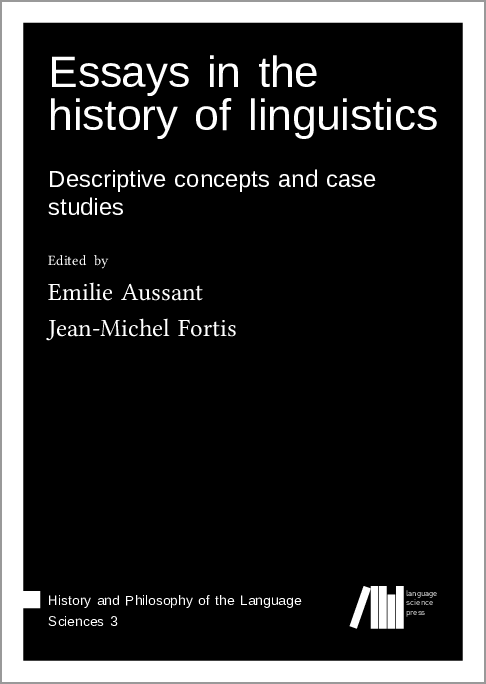 Essays in the
history of linguistics
Descriptive concepts and case
studies
Edited by
Emilie Aussant
Jean-Michel Fortis
History and Philosophy of the Language
Sciences 3
language
science
press